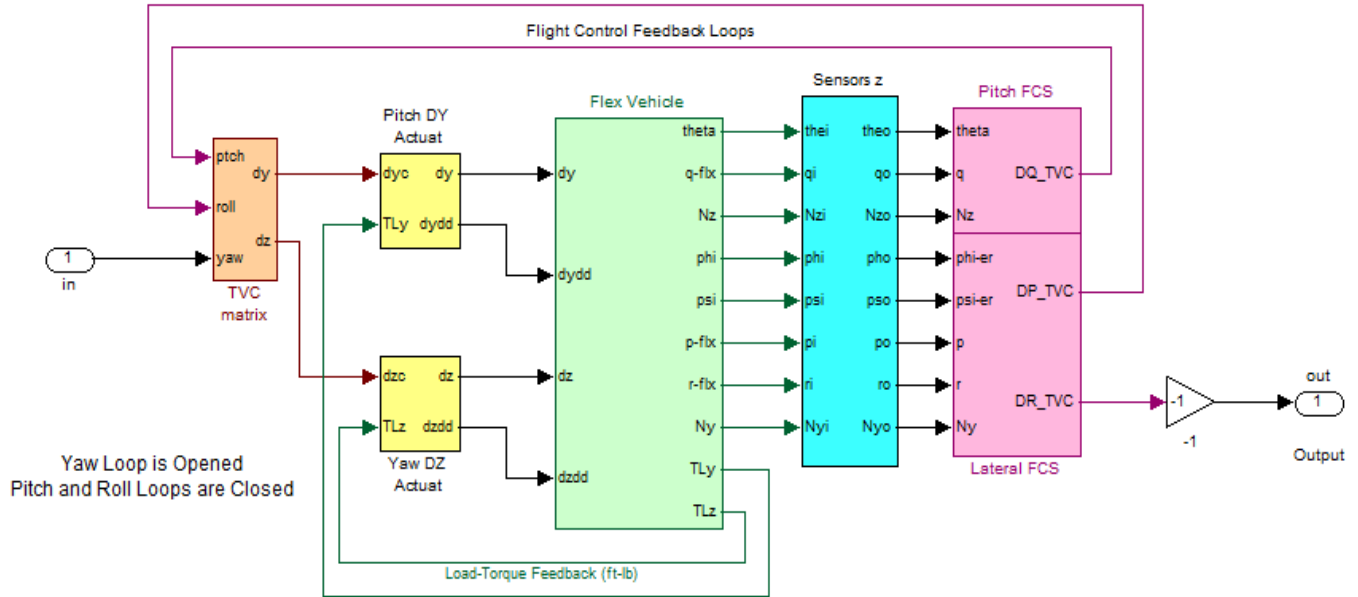 Flight Control Feedback Loops
Sensors z
Pitch FCS
Flex Vehicle
Pitch DY
Actuat
theta
thei
theo
theta
ptch
dy
dyc
dy
dy
q-flx
qi
qo
q
DQ_TVC
roll
TLy
dydd
Nz
Nzi
Nzo
Nz
dz
yaw
1
in
TVC
matrix
phi
phi
pho
phi-er
dydd
psi
psi
pso
psi-er
DP_TVC
p-flx
pi
po
p
dzc
dz
dz
r-flx
ri
ro
r
DR_TVC
-1
-1
out
1
Output
TLz
dzdd
Ny
Nyi
Nyo
Ny
Yaw DZ
Actuat
dzdd
TLy
TLz
Lateral FCS
Yaw Loop is Opened
Pitch and Roll Loops are Closed
Load-Torque Feedback (ft-lb)